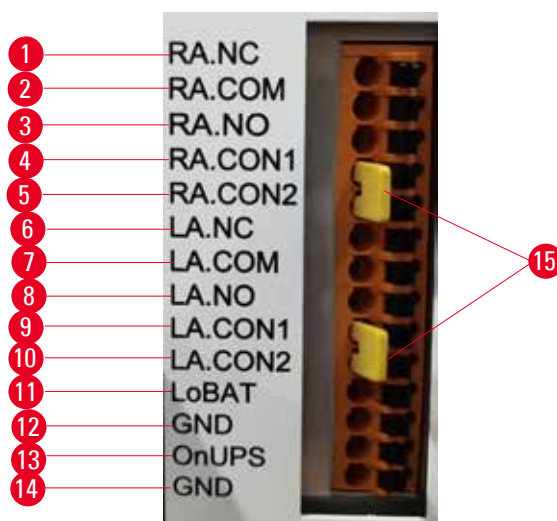 1 RA.NC
2 RA.COM
3 RA.NO
4 RA.CON1
5 RA.CON2
6 LA.NC
7 LA.COM
15
8 LA.NO
9 LA.CON1
10 LA.CON2
11 LoBAT
12 GND
13 OnUPS
14 GND